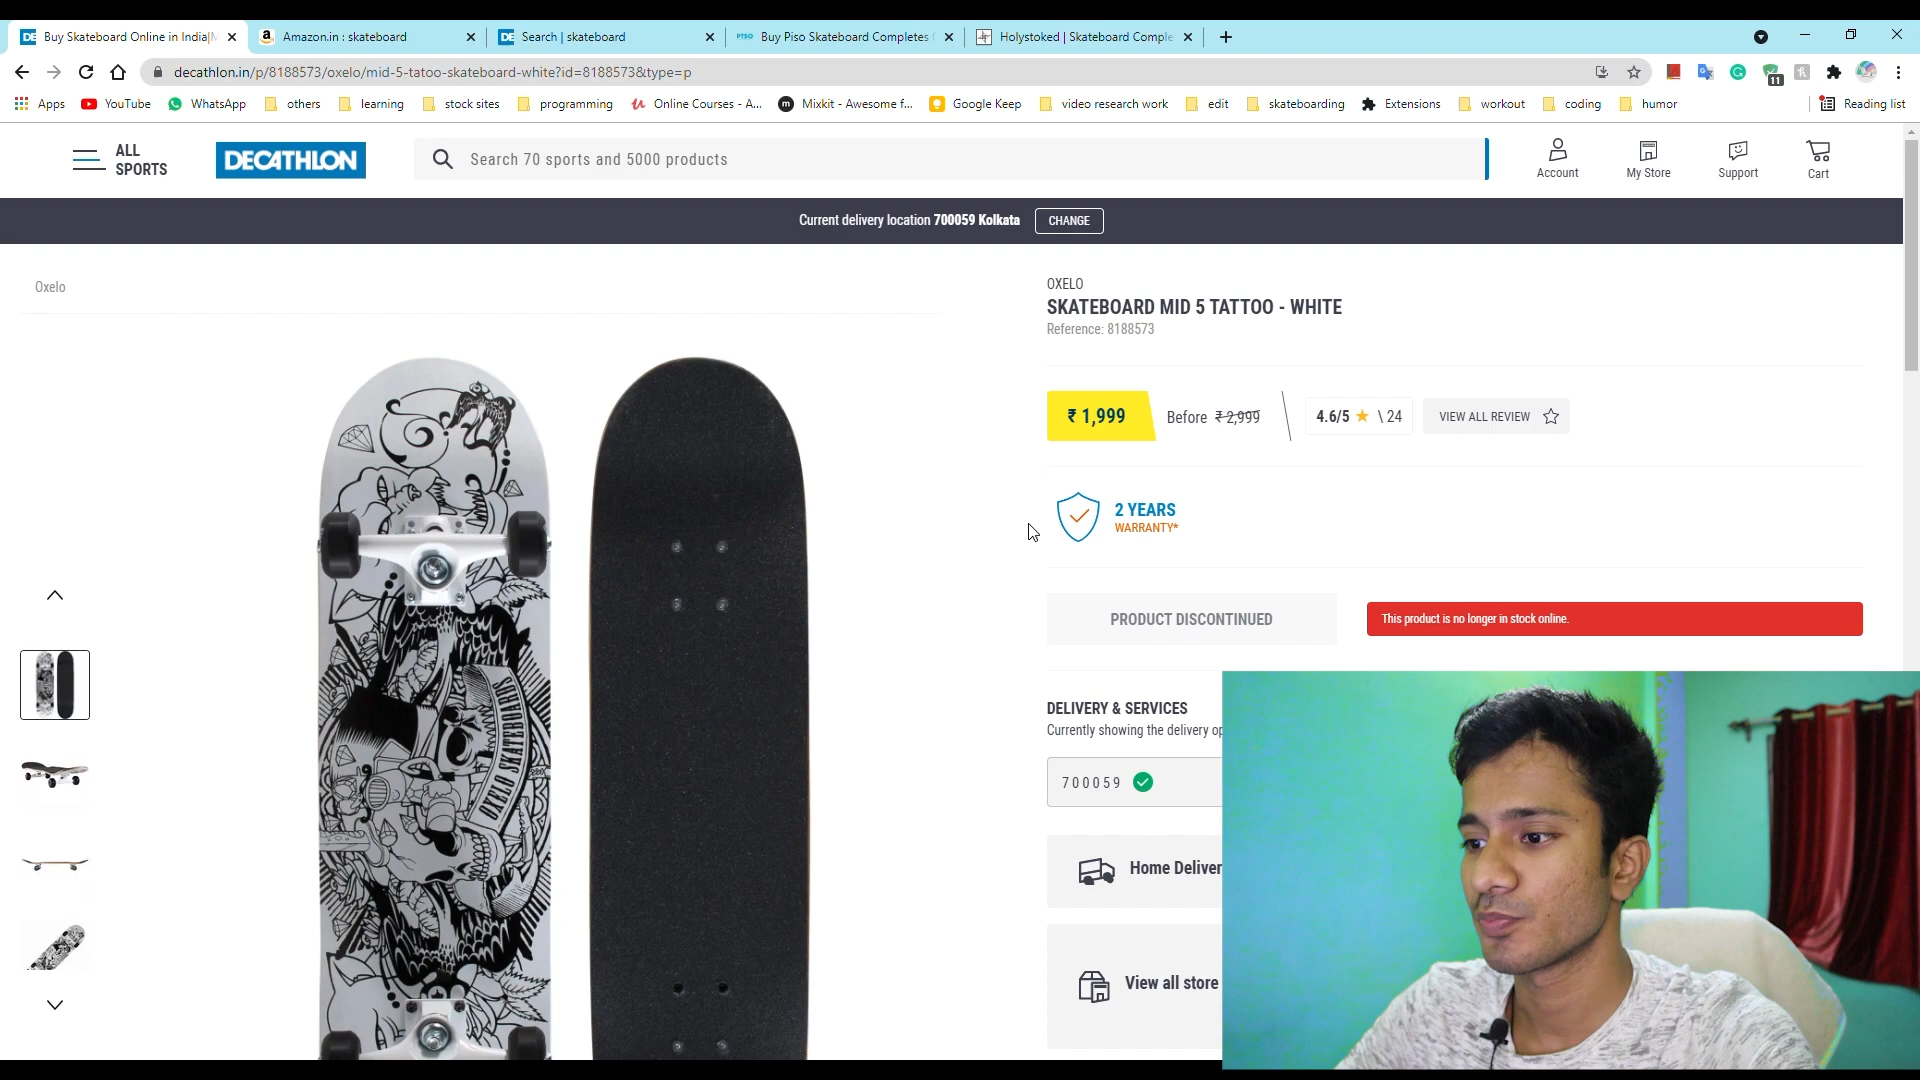 Buy Skateboard Online in India|M
Amazon.in : skateboard
Search | skateboard
PISO Buy Piso Skateboard Completes
Holystoked | Skateboard Comple
decathlon.in/p/8188573/oxelo/mid-5-tatoo-skateboard-white?id=8188573&type=p
11
Apps YouTube WhatsApp others learning stock sites programming Online Courses - A... Mixkit - Awesome f... Google Keep video research work edit skateboarding Extensions workout coding humor Reading list
ALL
SPORTS
DECATHLON
Search 70 sports and 5000 products
Account
My Store
Support
Cart
Current delivery location 700059 Kolkata CHANGE
Oxelo
OXELO
SKATEBOARD MID 5 TATTOO - WHITE
Reference: 8188573
₹ 1,999 Before ₹ 2,999 4.6/5 \ 24 VIEW ALL REVIEW
2 YEARS
WARRANTY*
PRODUCT DISCONTINUED
This product is no longer in stock online.
OXELO SKATEBOARDS
DELIVERY & SERVICES
Currently showing the delivery op
700059
Home Deliver
View all store